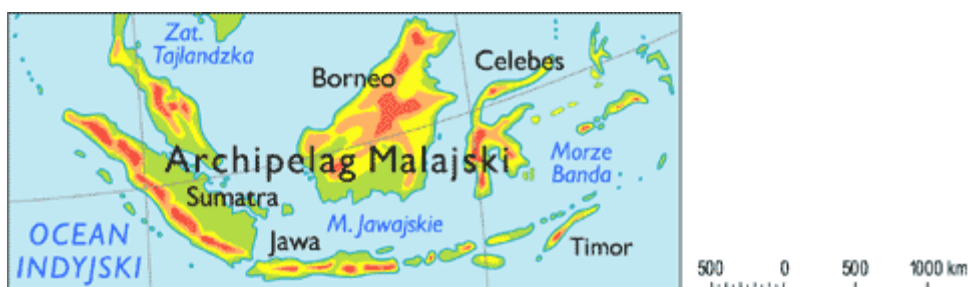 Zat.
Tajlandzka
Borneo
Celebes
Archipelag Malajski
Morze
Banda
Sumatra
M. Jawajskie
OCEAN
INDYJSKI
Jawa
Timor
500 0 500 1000 km